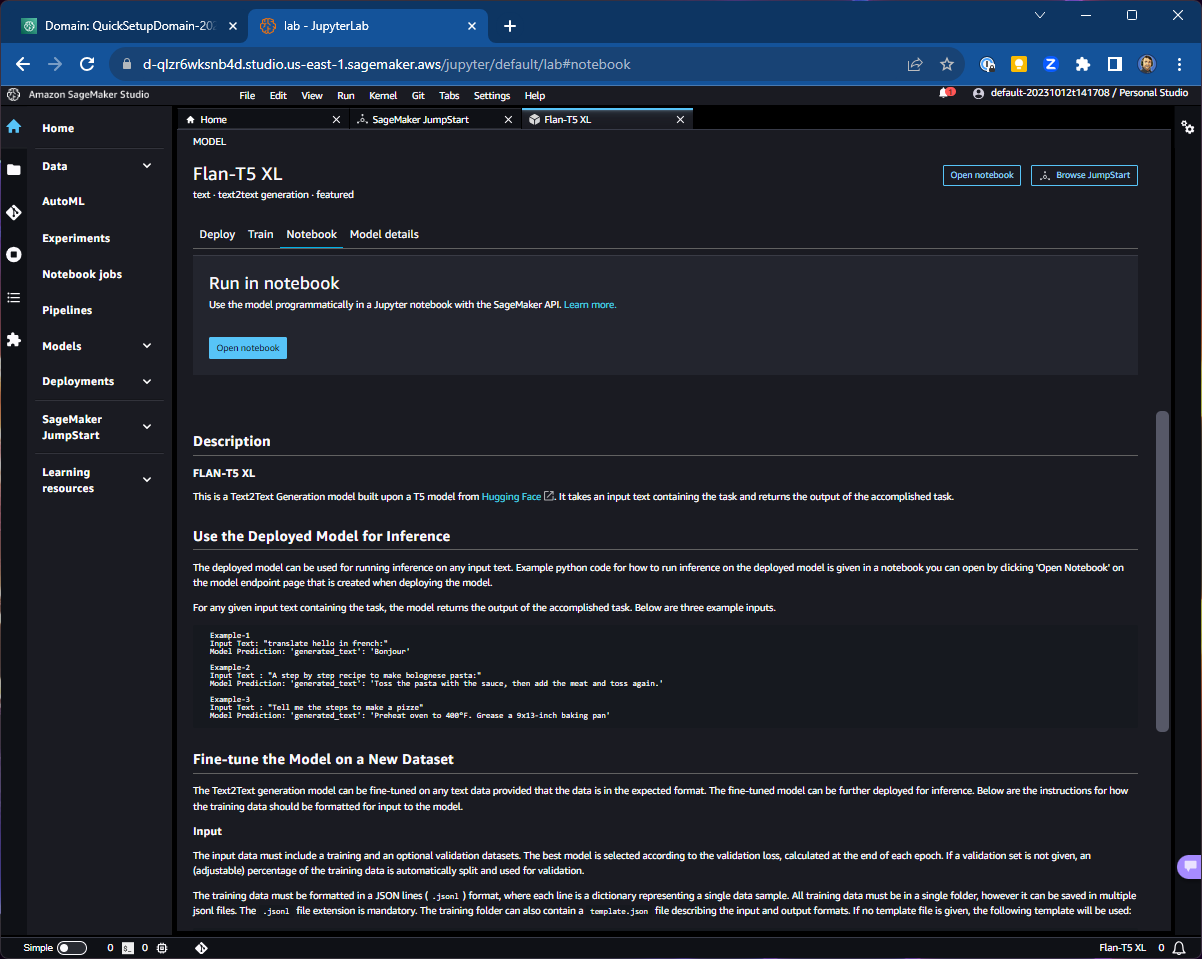 Domain: QuickSetupDomain-202
lab - JupyterLab
d-qlzr6wksnb4d.studio.us-east-1.sagemaker.aws/jupyter/default/lab#notebook
Amazon SageMaker Studio
File Edit View Run Kernel Git Tabs Settings Help
1
default-20231012t141708 / Personal Studio
Home
Data
AutoML
Experiments
Notebook jobs
Pipelines
Models
Deployments
SageMaker
JumpStart
Learning
resources
Home
SageMaker JumpStart
Flan-T5 XL
MODEL
Flan-T5 XL
text · text2text generation · featured
Open notebook
Browse JumpStart
Deploy Train Notebook Model details
Run in notebook
Use the model programmatically in a Jupyter notebook with the SageMaker API. Learn more.
Open notebook
Description
FLAN-T5 XL
This is a Text2Text Generation model built upon a T5 model from Hugging Face. It takes an input text containing the task and returns the output of the accomplished task.
Use the Deployed Model for Inference
The deployed model can be used for running inference on any input text. Example python code for how to run inference on the deployed model is given in a notebook you can open by clicking 'Open Notebook' on
the model endpoint page that is created when deploying the model.
For any given input text containing the task, the model returns the output of the accomplished task. Below are three example inputs.
Example-1
Input Text: "translate hello in french:"
Model Prediction: 'generated_text': 'Bonjour'
Example-2
Input Text : "A step by step recipe to make bolognese pasta:"
Model Prediction: 'generated_text': 'Toss the pasta with the sauce, then add the meat and toss again.'
Example-3
Input Text : "Tell me the steps to make a pizze"
Model Prediction: 'generated_text': 'Preheat oven to 400°F. Grease a 9x13-inch baking pan'
Fine-tune the Model on a New Dataset
The Text2Text generation model can be fine-tuned on any text data provided that the data is in the expected format. The fine-tuned model can be further deployed for inference. Below are the instructions for how
the training data should be formatted for input to the model.
Input
The input data must include a training and an optional validation datasets. The best model is selected according to the validation loss, calculated at the end of each epoch. If a validation set is not given, an
(adjustable) percentage of the training data is automatically split and used for validation.
The training data must be formatted in a JSON lines ( .jsonl ) format, where each line is a dictionary representing a single data sample. All training data must be in a single folder, however it can be saved in multiple
jsonl files. The .jsonl file extension is mandatory. The training folder can also contain a template.json file describing the input and output formats. If no template file is given, the following template will be used:
Simple 0 0
Flan-T5 XL 0